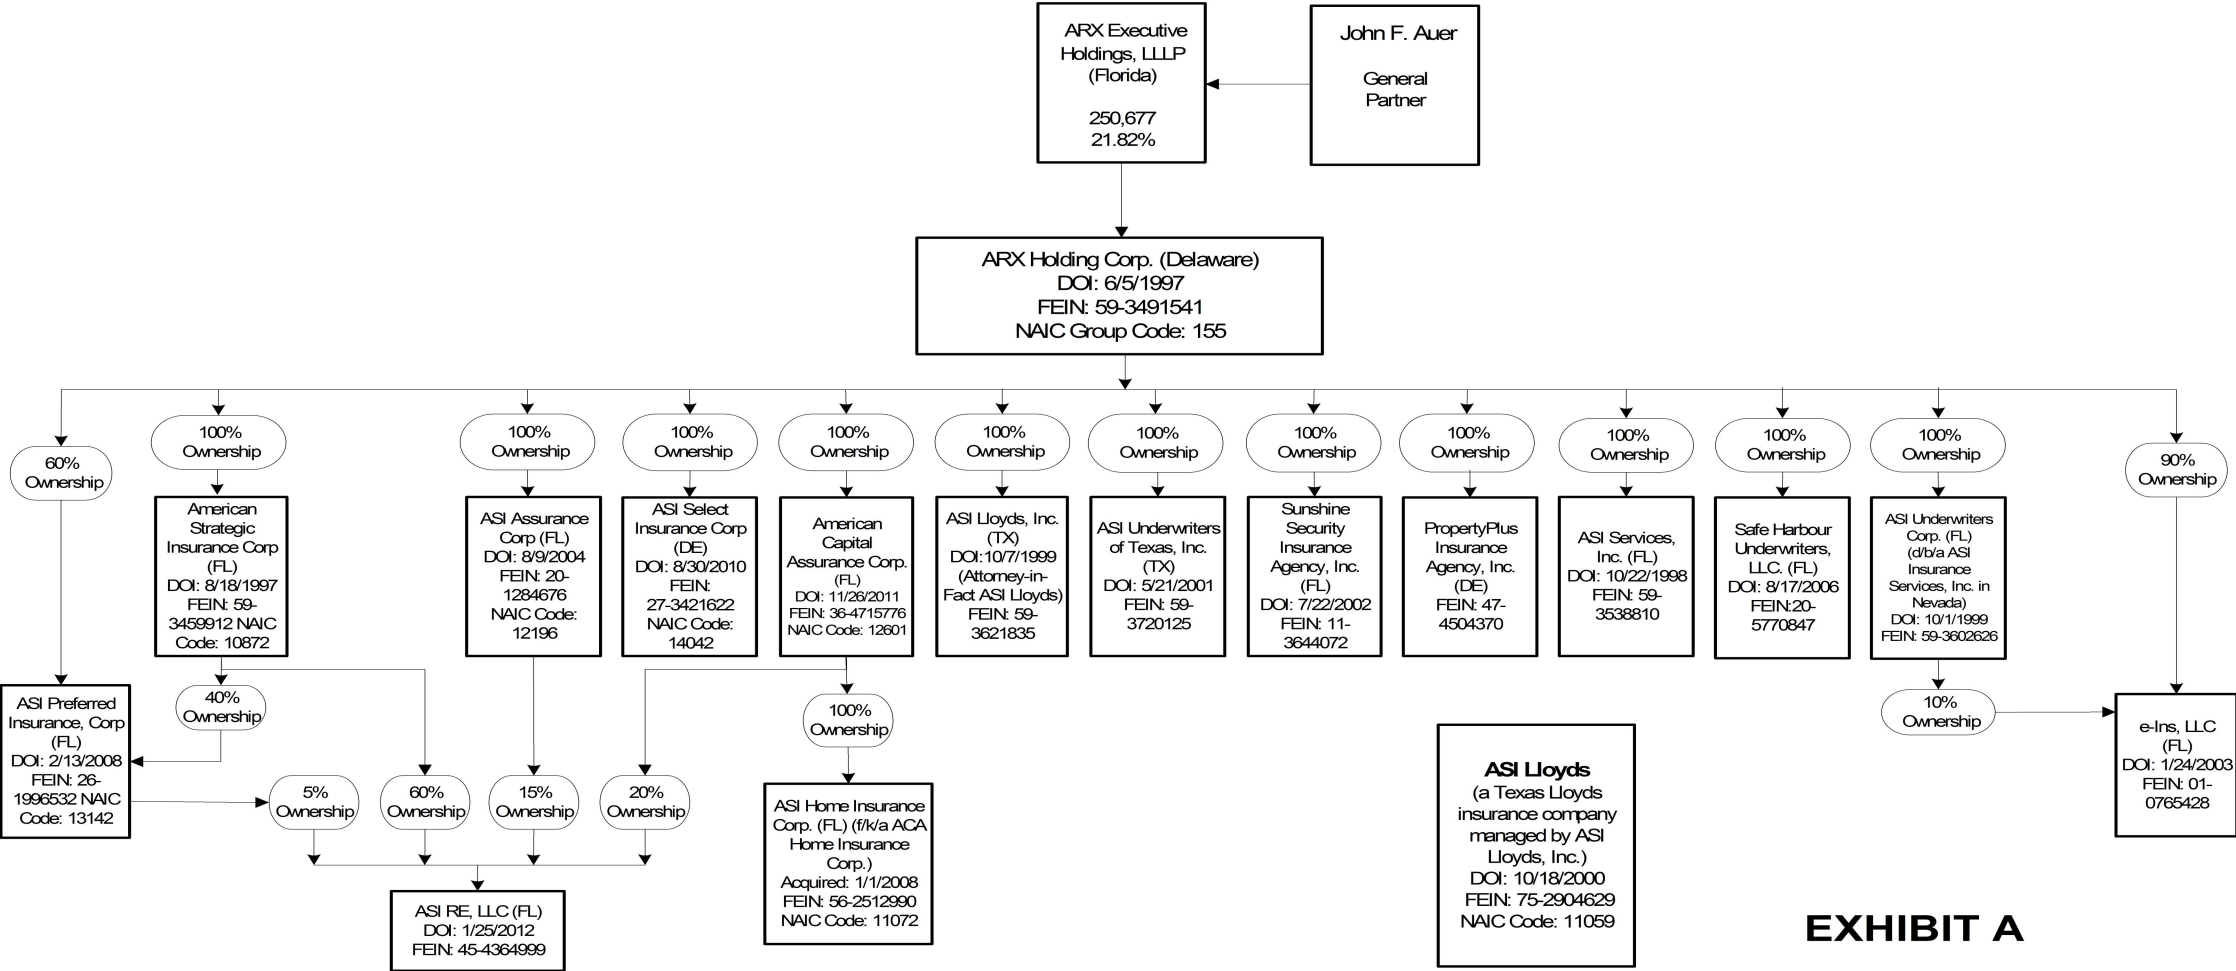 ARX Executive
Holdings, LLLP
(Florida)
250,677
21.82%
John F. Auer
General
Partner
ARX Holding Corp. (Delaware)
DOI: 6/5/1997
FEIN: 59-3491541
NAIC Group Code: 155
60%
Ownership
100%
Ownership
100%
Ownership
100%
Ownership
100%
Ownership
100%
Ownership
100%
Ownership
100%
Ownership
100%
Ownership
100%
Ownership
100%
Ownership
100%
Ownership
90%
Ownership
American
Strategic
Insurance Corp
(FL)
DOI: 8/18/1997
FEIN: 59-
3459912 NAIC
Code: 10872
ASI Assurance
Corp (FL)
DOI: 8/9/2004
FEIN: 20-
1284676
NAIC Code:
12196
ASI Select
Insurance Corp
(DE)
DOI: 8/30/2010
FEIN:
27-3421622
NAIC Code:
14042
American
Capital
Assurance Corp.
(FL)
DOI: 11/26/2011
FEIN: 36-4715776
NAIC Code: 12601
ASI Lloyds, Inc.
(TX)
DOI:10/7/1999
(Attorney-in-
Fact ASI Lloyds)
FEIN: 59-
3621835
ASI Underwriters
of Texas, Inc.
(TX)
DOI: 5/21/2001
FEIN: 59-
3720125
Sunshine
Security
Insurance
Agency, Inc.
(FL)
DOI: 7/22/2002
FEIN: 11-
3644072
PropertyPlus
Insurance
Agency, Inc.
(DE)
FEIN: 47-
4504370
ASI Services,
Inc. (FL)
DOI: 10/22/1998
FEIN: 59-
3538810
Safe Harbour
Underwriters,
LLC. (FL)
DOI: 8/17/2006
FEIN:20-
5770847
ASI Underwriters
Corp. (FL)
(d/b/a ASI
Insurance
Services, Inc. in
Nevada)
DOI: 10/1/1999
FEIN: 59-3602626
ASI Preferred
Insurance, Corp
(FL)
DOI: 2/13/2008
FEIN: 26-
1996532 NAIC
Code: 13142
40%
Ownership
100%
Ownership
10%
Ownership
e-Ins, LLC
(FL)
DOI: 1/24/2003
FEIN: 01-
0765428
5%
Ownership
60%
Ownership
15%
Ownership
20%
Ownership
ASI Home Insurance
Corp. (FL) (f/k/a ACA
Home Insurance
Corp.)
Acquired: 1/1/2008
FEIN: 56-2512990
NAIC Code: 11072
ASI Lloyds
(a Texas Lloyds
insurance company
managed by ASI
Lloyds, Inc.)
DOI: 10/18/2000
FEIN: 75-2904629
NAIC Code: 11059
ASI RE, LLC (FL)
DOI: 1/25/2012
FEIN: 45-4364999
EXHIBIT A